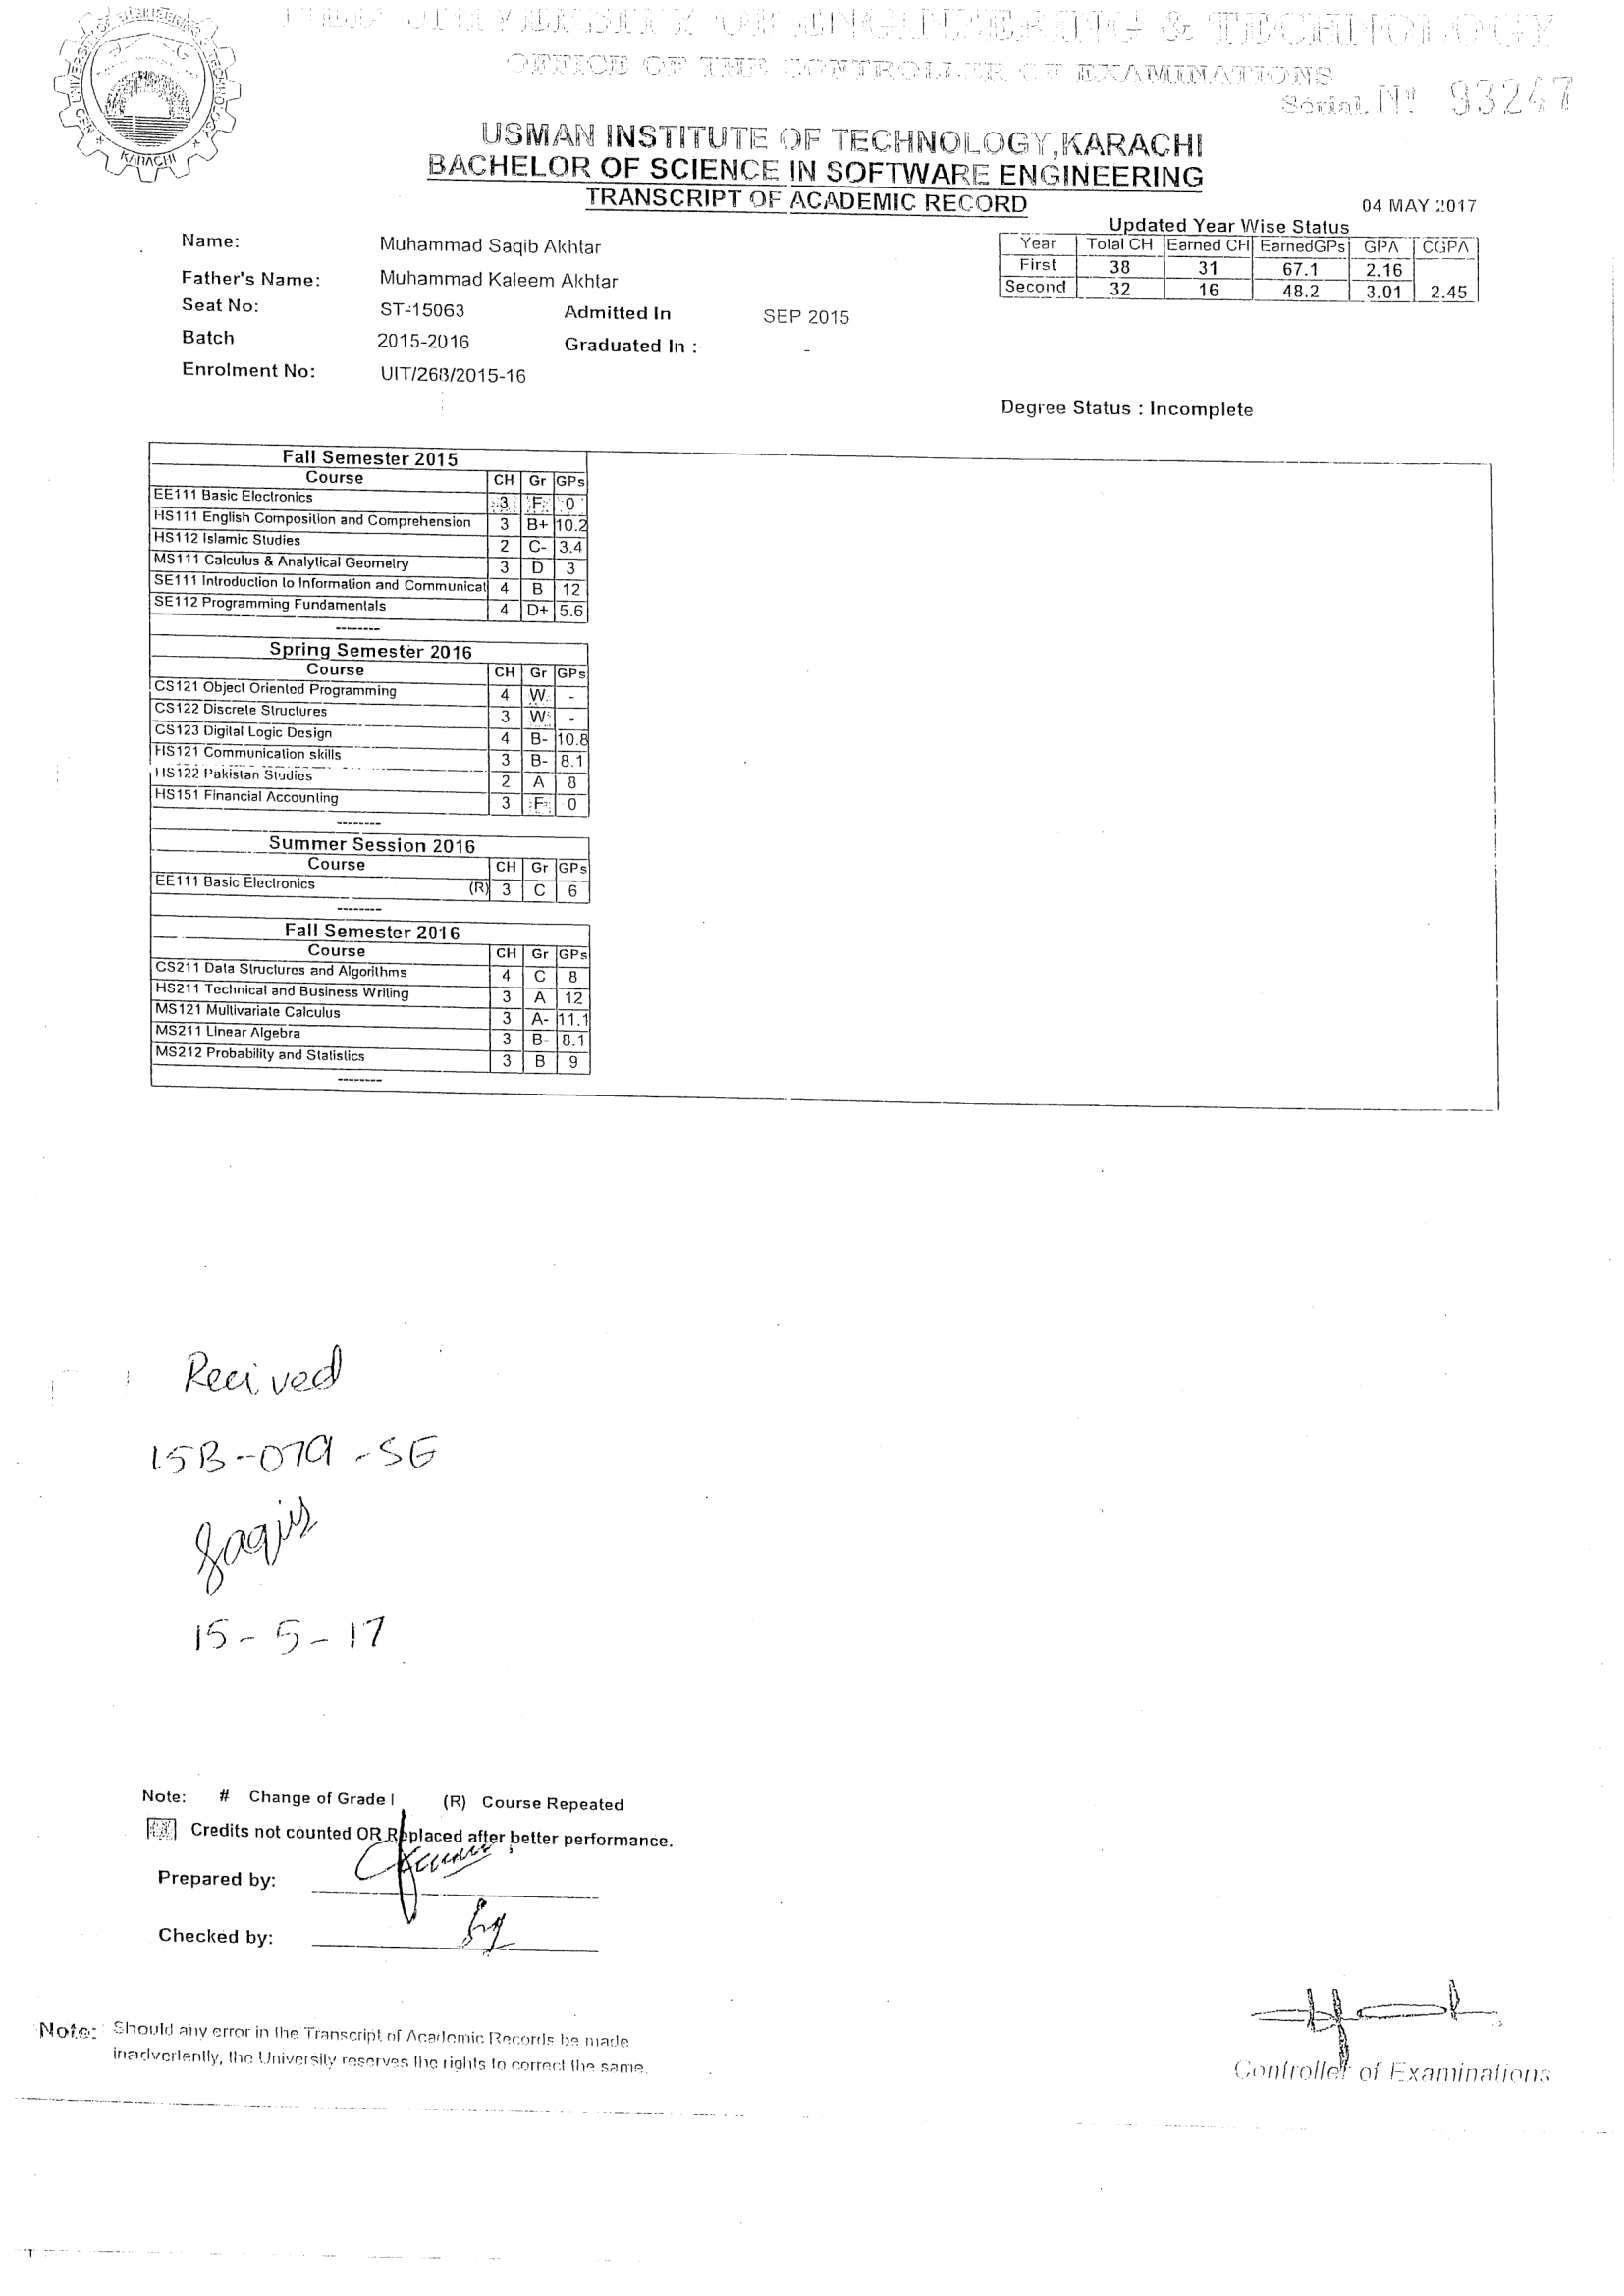 UNIVERSITY OF ENGINEERING & TECHNOLOGY
OFFICE OF THE CONTROLLER OF EXAMINATIONS
Serial Nº 93247
KARACHI
USMAN INSTITUTE OF TECHNOLOGY,KARACHI
BACHELOR OF SCIENCE IN SOFTWARE ENGINEERING
TRANSCRIPT OF ACADEMIC RECORD
04 MAY 2017
Updated Year Wise Status
Year Total CH Earned CH EarnedGPs GPA CGPA
First 38 31 67.1 2.16
Second 32 16 48.2 3.01 2.45
Name: Muhammad Saqib Akhtar
Father's Name: Muhammad Kaleem Akhtar
Seat No: ST-15063 Admitted In SEP 2015
Batch 2015-2016 Graduated In : -
Enrolment No: UIT/268/2015-16
Degree Status : Incomplete
Fall Semester 2015
Course CH Gr GPs
EE111 Basic Electronics 3 F 0
HS111 English Composition and Comprehension 3 B+ 10.2
HS112 Islamic Studies 2 C- 3.4
MS111 Calculus & Analytical Geometry 3 D 3
SE111 Introduction to Information and Communicat 4 B 12
SE112 Programming Fundamentals 4 D+ 5.6
--------
Spring Semester 2016
Course CH Gr GPs
CS121 Object Oriented Programming 4 W -
CS122 Discrete Structures 3 W -
CS123 Digital Logic Design 4 B- 10.8
HS121 Communication skills 3 B- 8.1
HS122 Pakistan Studies 2 A 8
HS151 Financial Accounting 3 F 0
--------
Summer Session 2016
Course CH Gr GPs
EE111 Basic Electronics (R) 3 C 6
--------
Fall Semester 2016
Course CH Gr GPs
CS211 Data Structures and Algorithms 4 C 8
HS211 Technical and Business Writing 3 A 12
MS121 Multivariate Calculus 3 A- 11.1
MS211 Linear Algebra 3 B- 8.1
MS212 Probability and Statistics 3 B 9
--------
Recived
15B-079-SE
Saqib
15-5-17
Note: # Change of Grade I (R) Course Repeated
Credits not counted OR Replaced after better performance.
Prepared by:
Checked by:
Note: Should any error in the Transcript of Academic Records be made
inadvertently, the University reserves the rights to correct the same.
Controller of Examinations